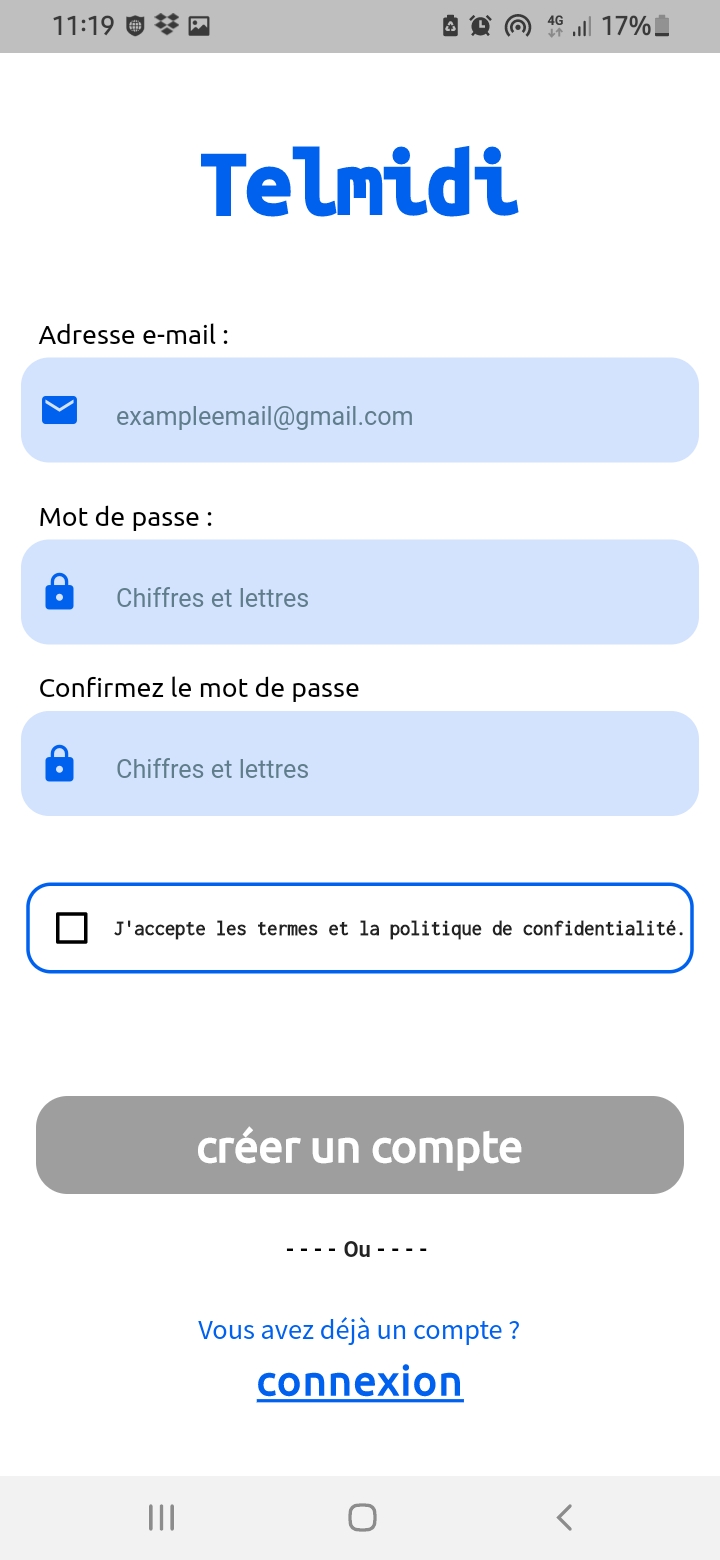 11:19 4G 17%
Telmidi
Adresse e-mail :
exampleemail@gmail.com
Mot de passe :
Chiffres et lettres
Confirmez le mot de passe
Chiffres et lettres
J'accepte les termes et la politique de confidentialité.
créer un compte
- - - - Ou - - - -
Vous avez déjà un compte ?
connexion